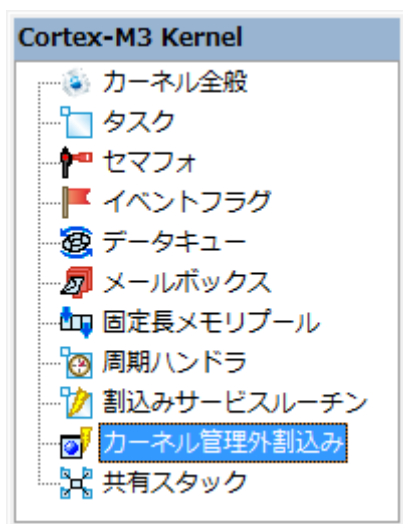 Cortex-M3 Kernel
カーネル全般
タスク
セマフォ
イベントフラグ
データキュー
メールボックス
固定長メモリプール
周期ハンドラ
割込みサービスルーチン
カーネル管理外割込み
共有スタック